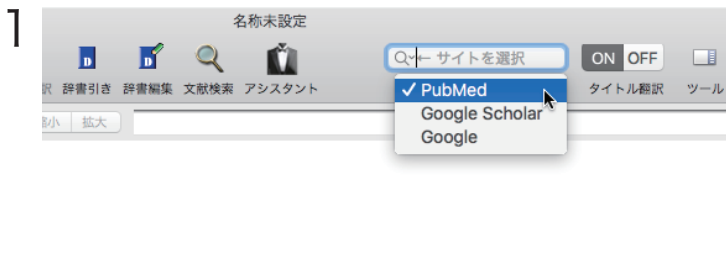 1
名称未設定
← サイトを選択
ON OFF
訳 辞書引き 辞書編集 文献検索 アシスタント タイトル翻訳 ツール
✓ PubMed
Google Scholar
Google
縮小 拡大